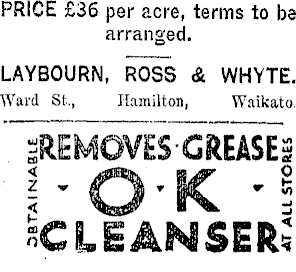 PRICE £36 per acre, terms to be
arranged.
LAYBOURN, ROSS & WHYTE.
Ward St., Hamilton, Waikato.
OBTAINABLE
REMOVES · GREASE
- O · K -
CLEANSER
AT ALL STORES